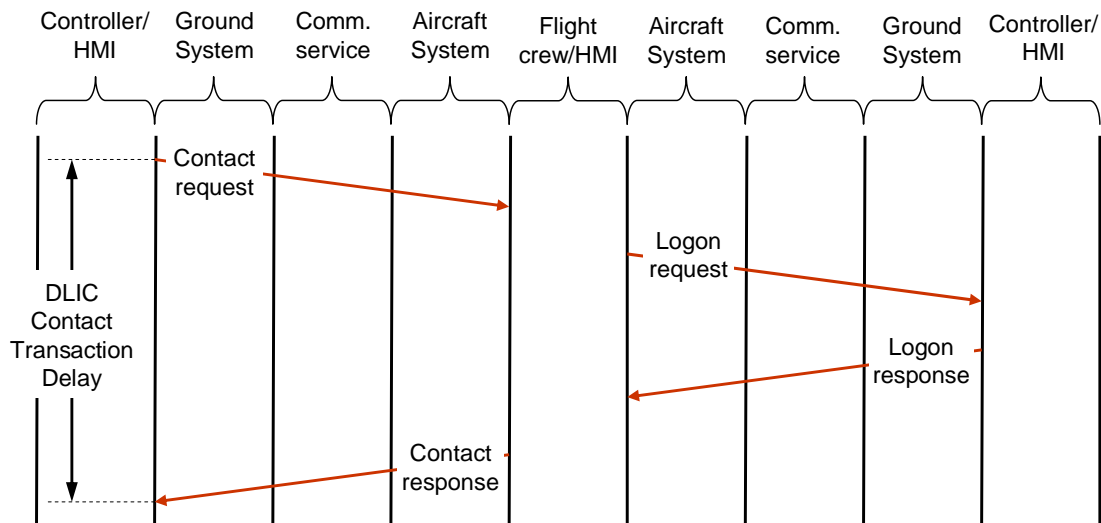 Controller/
HMI
Ground
System
Comm.
service
Aircraft
System
Flight
crew/HMI
Aircraft
System
Comm.
service
Ground
System
Controller/
HMI
Contact
request
Logon
request
DLIC
Contact
Transaction
Delay
Logon
response
Contact
response